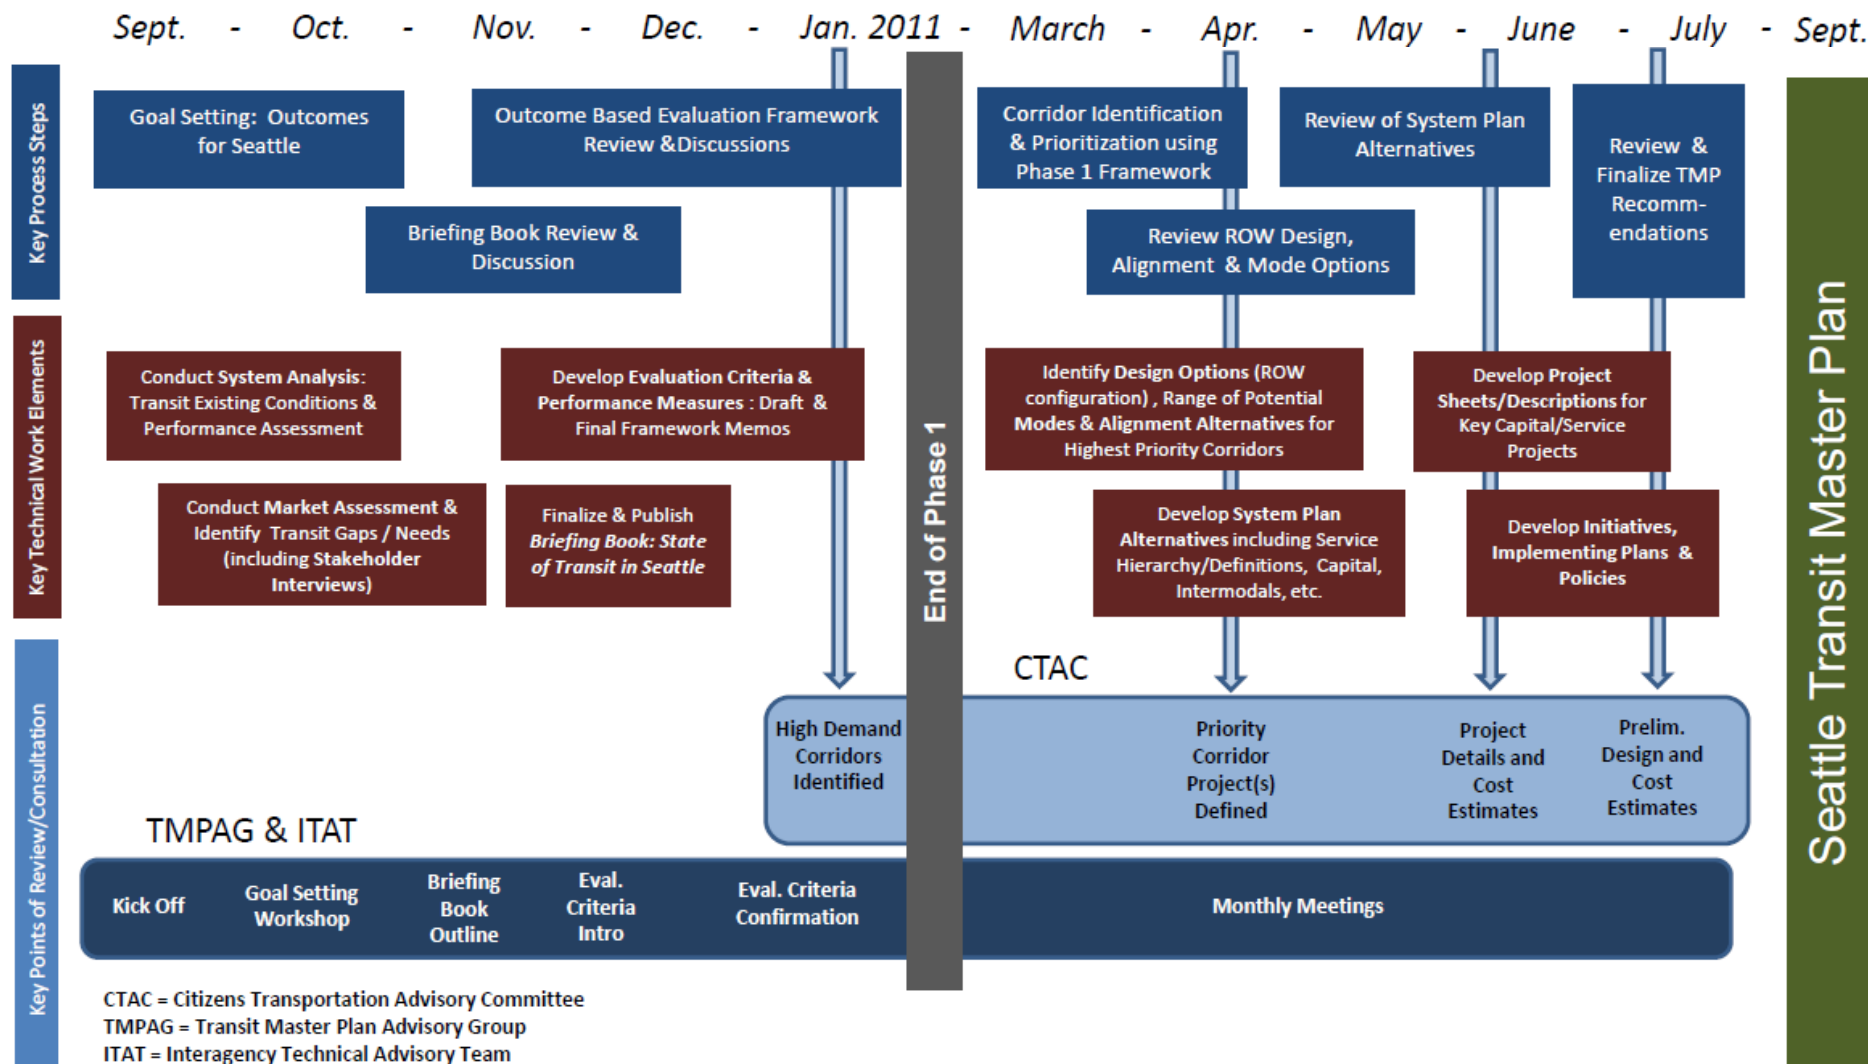 Sept. - Oct. - Nov. - Dec. - Jan. 2011 - March - Apr. - May - June - July - Sept.
Key Process Steps
Goal Setting: Outcomes
for Seattle
Outcome Based Evaluation Framework
Review &Discussions
Briefing Book Review &
Discussion
Corridor Identification
& Prioritization using
Phase 1 Framework
Review of System Plan
Alternatives
Review ROW Design,
Alignment & Mode Options
Review &
Finalize TMP
Recomm-
endations
Key Technical Work Elements
Conduct System Analysis:
Transit Existing Conditions &
Performance Assessment
Develop Evaluation Criteria &
Performance Measures : Draft &
Final Framework Memos
Conduct Market Assessment &
Identify Transit Gaps / Needs
(including Stakeholder
Interviews)
Finalize & Publish
Briefing Book: State
of Transit in Seattle
End of Phase 1
Identify Design Options (ROW
configuration) , Range of Potential
Modes & Alignment Alternatives for
Highest Priority Corridors
Develop Project
Sheets/Descriptions for
Key Capital/Service
Projects
Develop System Plan
Alternatives including Service
Hierarchy/Definitions, Capital,
Intermodals, etc.
Develop Initiatives,
Implementing Plans &
Policies
Key Points of Review/Consultation
CTAC
High Demand
Corridors
Identified
Priority
Corridor
Project(s)
Defined
Project
Details and
Cost
Estimates
Prelim.
Design and
Cost
Estimates
TMPAG & ITAT
Kick Off
Goal Setting
Workshop
Briefing
Book
Outline
Eval.
Criteria
Intro
Eval. Criteria
Confirmation
Monthly Meetings
CTAC = Citizens Transportation Advisory Committee
TMPAG = Transit Master Plan Advisory Group
ITAT = Interagency Technical Advisory Team
Seattle Transit Master Plan